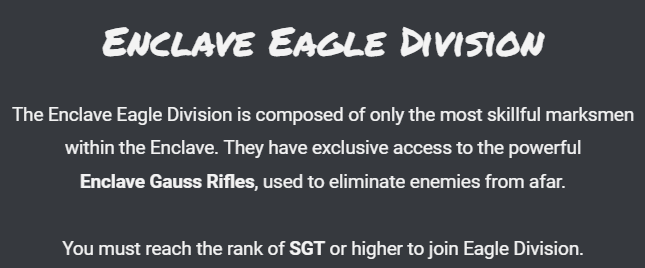 Enclave Eagle Division
The Enclave Eagle Division is composed of only the most skillful marksmen
within the Enclave. They have exclusive access to the powerful
Enclave Gauss Rifles, used to eliminate enemies from afar.
You must reach the rank of SGT or higher to join Eagle Division.